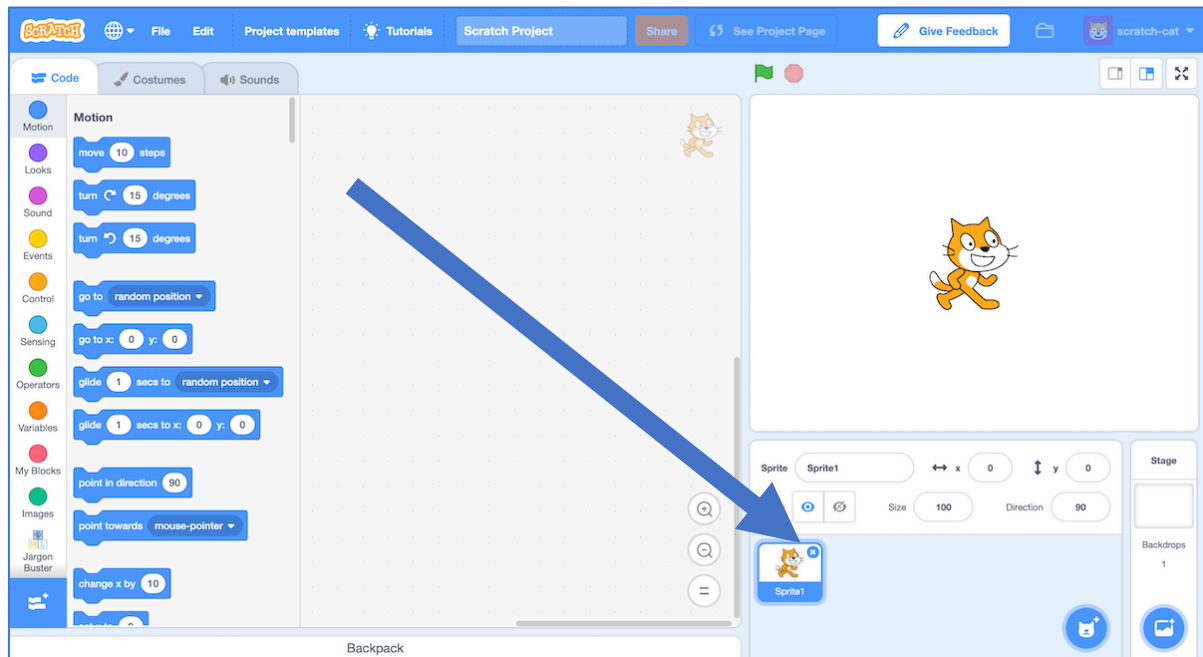 SCRATCH File Edit Project templates Tutorials Scratch Project Share See Project Page Give Feedback scratch-cat
Code Costumes Sounds
Motion
Looks
Sound
Events
Control
Sensing
Operators
Variables
My Blocks
Images
Jargon
Buster
Motion
move 10 steps
turn 15 degrees
turn 15 degrees
go to random position
go to x: 0 y: 0
glide 1 secs to random position
glide 1 secs to x: 0 y: 0
point in direction 90
point towards mouse-pointer
change x by 10
Backpack
Sprite Sprite1 x 0 y 0
Size 100 Direction 90
Sprite1
Stage
Backdrops
1